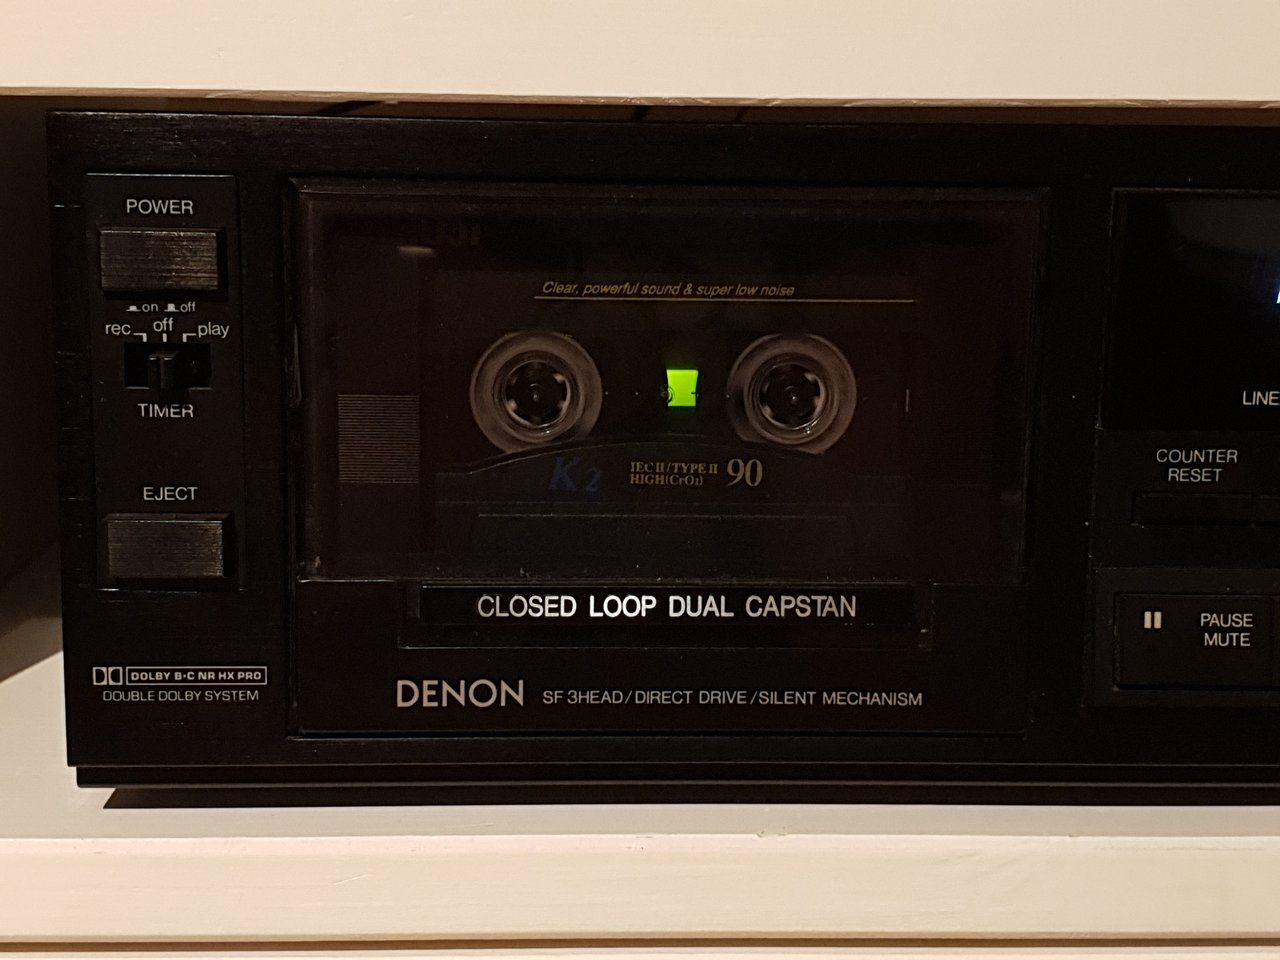 POWER
on off
rec off play
TIMER
EJECT
DOLBY B·C NR HX PRO
DOUBLE DOLBY SYSTEM
Clear, powerful sound & super low noise
K2
IEC II/TYPE II
HIGH(CrO2)
90
CLOSED LOOP DUAL CAPSTAN
DENON
SF 3HEAD/DIRECT DRIVE/SILENT MECHANISM
LINE
COUNTER
RESET
PAUSE
MUTE